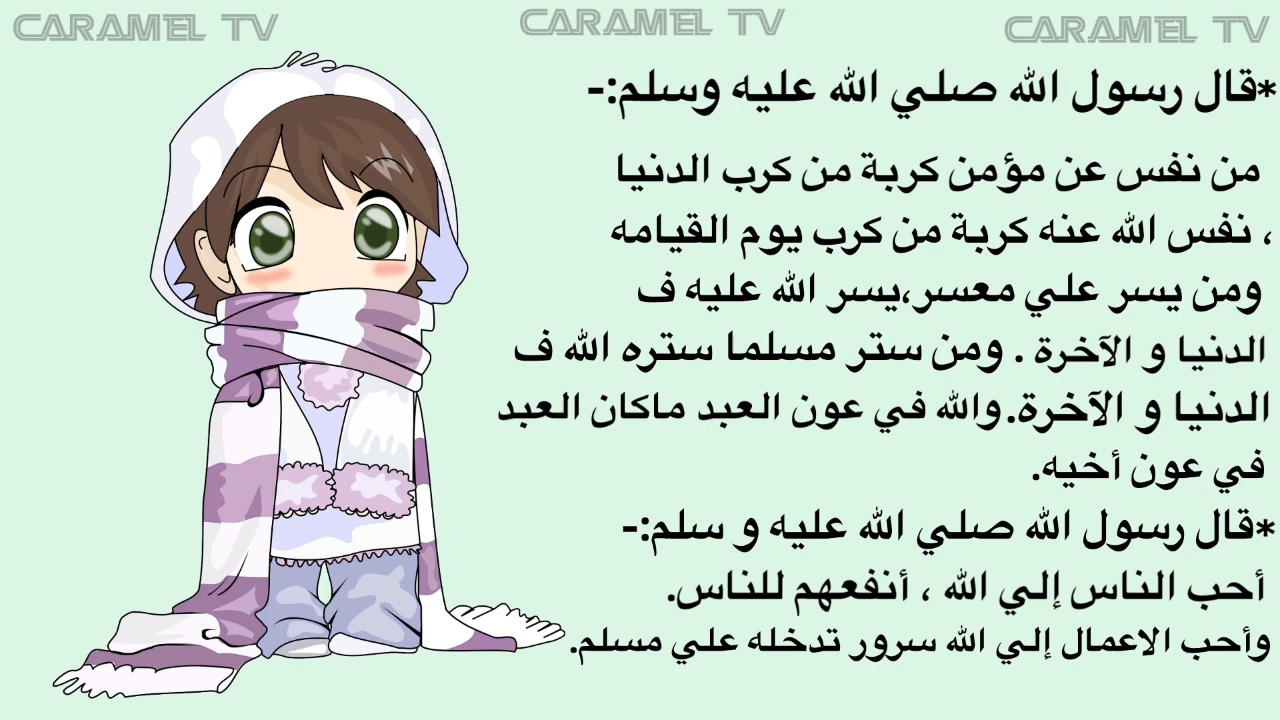 CARAMEL TV
CARAMEL TV
CARAMEL TV
*قال رسول الله صلي الله عليه وسلم:-
من نفس عن مؤمن كربة من كرب الدنيا
، نفس الله عنه كربة من كرب يوم القيامه
ومن يسر علي معسر،يسر الله عليه ف
الدنيا و الآخرة . ومن ستر مسلما ستره الله ف
الدنيا و الآخرة.والله في عون العبد ماكان العبد
في عون أخيه.
*قال رسول الله صلي الله عليه و سلم:-
أحب الناس إلي الله ، أنفعهم للناس.
وأحب الاعمال إلي الله سرور تدخله علي مسلم.